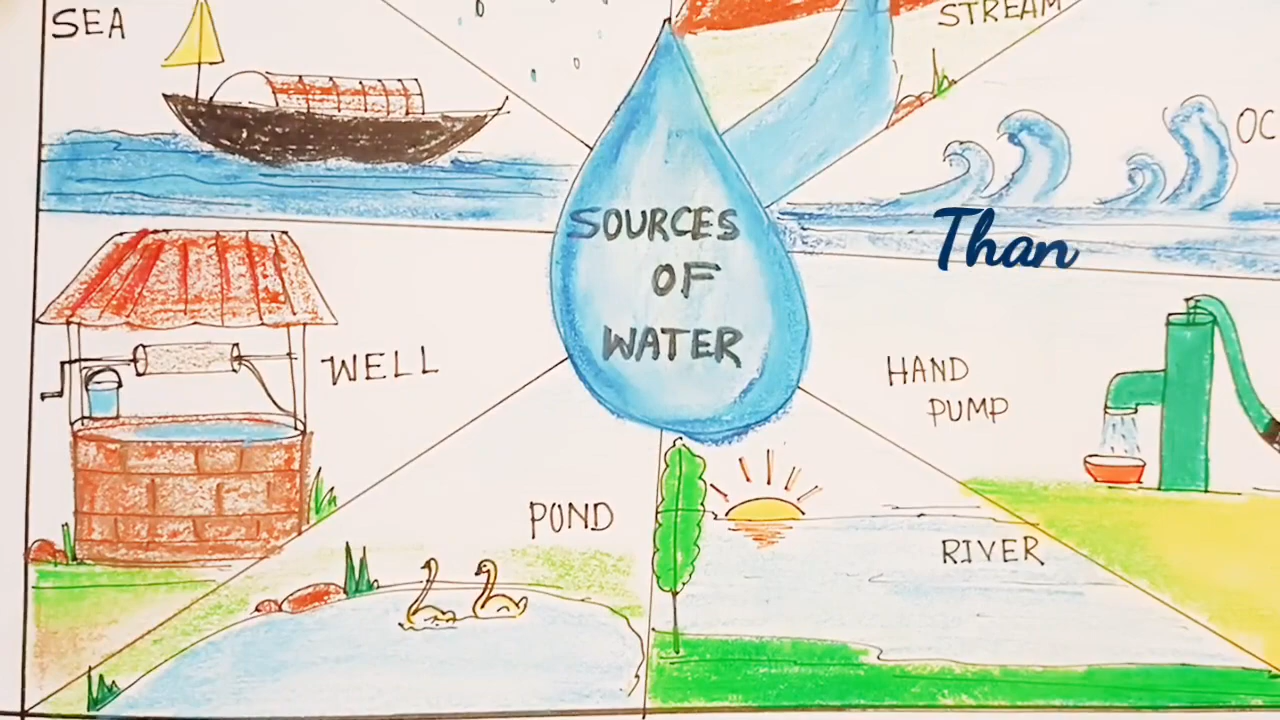 SEA
STREAM
OC
SOURCES
OF
WATER
Than
WELL
HAND
PUMP
POND
RIVER